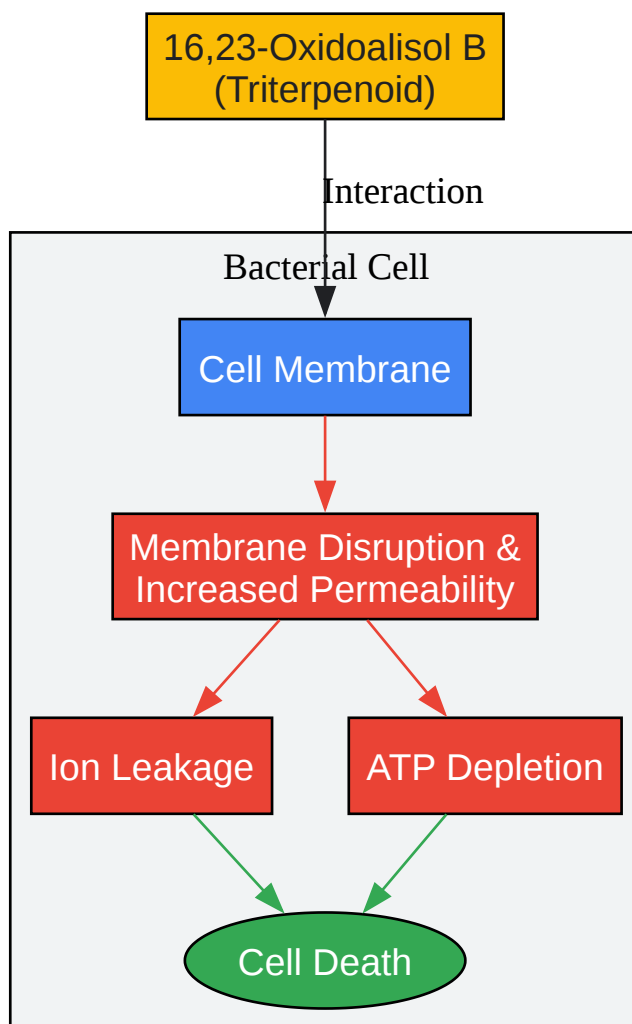 16,23-Oxidoalisol B
(Triterpenoid)
Interaction
Bacterial Cell
Cell Membrane
Membrane Disruption &
Increased Permeability
Ion Leakage
ATP Depletion
Cell Death